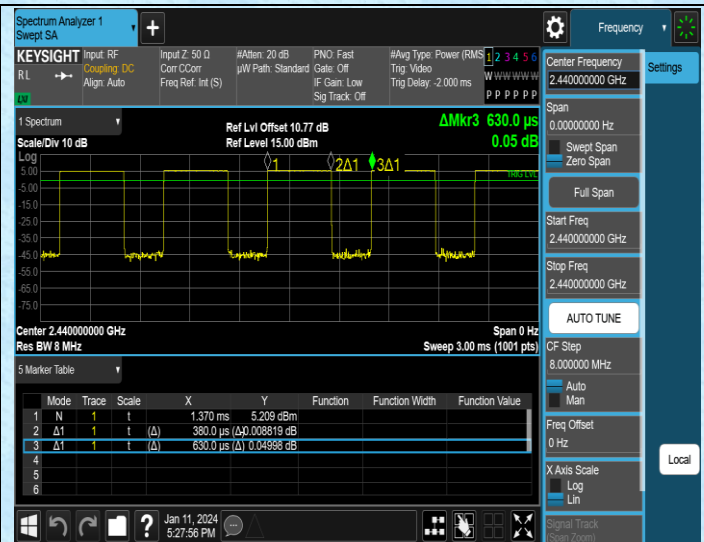 Spectrum Analyzer 1
Swept SA
+
Frequency
KEYSIGHT
Input: RF
Coupling: DC
Align: Auto
RL
LXI
Input Z: 50 Ω
Corr CCorr
Freq Ref: Int (S)
#Atten: 20 dB
µW Path: Standard
PNO: Fast
Gate: Off
IF Gain: Low
Sig Track: Off
#Avg Type: Power (RMS
Trig: Video
Trig Delay: -2.000 ms
1 2 3 4 5 6
W W W W W W
P P P P P P
1 Spectrum
Scale/Div 10 dB
Ref Lvl Offset 10.77 dB
Ref Level 15.00 dBm
ΔMkr3 630.0 µs
0.05 dB
Log
1
2Δ1
3Δ1
TRIG LVL
5.00
-5.00
-15.0
-25.0
-35.0
-45.0
-55.0
-65.0
-75.0
Center 2.440000000 GHz
Res BW 8 MHz
Span 0 Hz
Sweep 3.00 ms (1001 pts)
5 Marker Table
Mode Trace Scale X Y Function Function Width Function Value
1 N 1 t 1.370 ms 5.209 dBm
2 Δ1 1 t (Δ) 380.0 µs (Δ) -0.008819 dB
3 Δ1 1 t (Δ) 630.0 µs (Δ) 0.04998 dB
4
5
6
?
Jan 11, 2024
5:27:56 PM
Center Frequency
2.440000000 GHz
Span
0.00000000 Hz
Swept Span
Zero Span
Full Span
Start Freq
2.440000000 GHz
Stop Freq
2.440000000 GHz
AUTO TUNE
CF Step
8.000000 MHz
Auto
Man
Freq Offset
0 Hz
X Axis Scale
Log
Lin
Signal Track
(Span Zoom)
Settings
Local